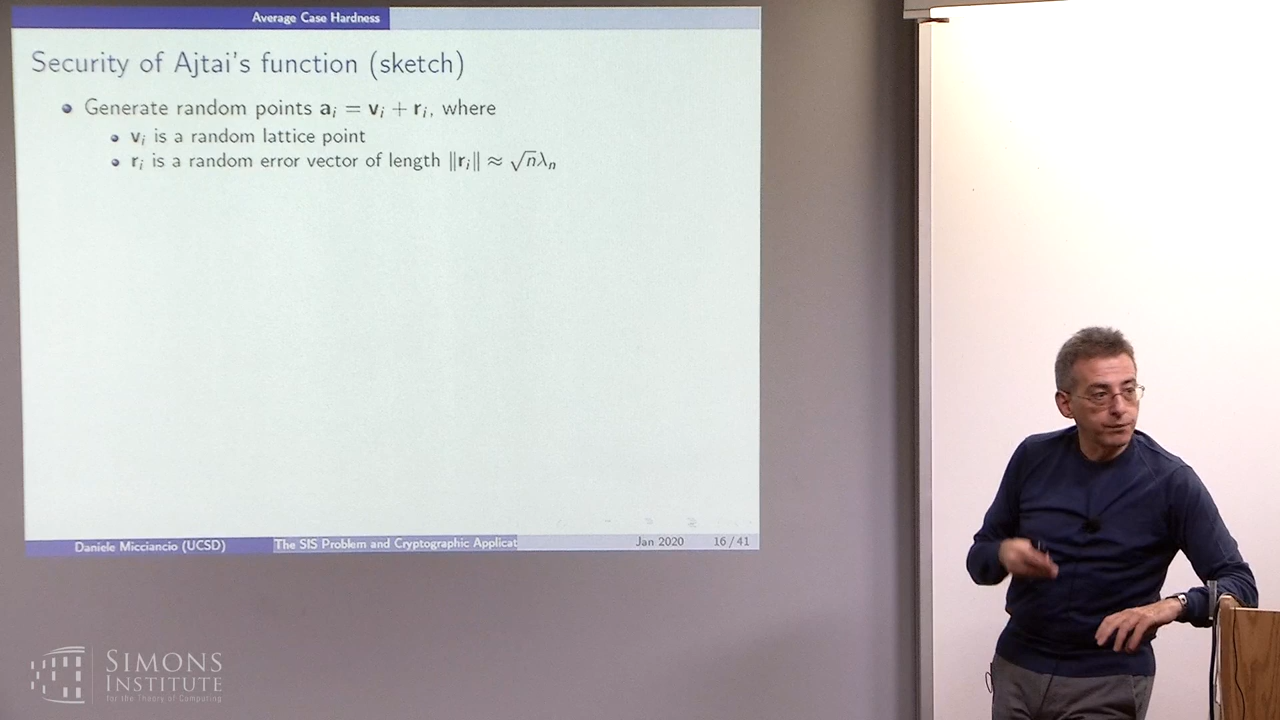 Average Case Hardness
Security of Ajtai's function (sketch)
Generate random points aᵢ = vᵢ + rᵢ, where
vᵢ is a random lattice point
rᵢ is a random error vector of length ‖rᵢ‖ ≈ √nλₙ
Daniele Micciancio (UCSD) The SIS Problem and Cryptographic Applicat Jan 2020 16 / 41
SIMONS
INSTITUTE
for the Theory of Computing